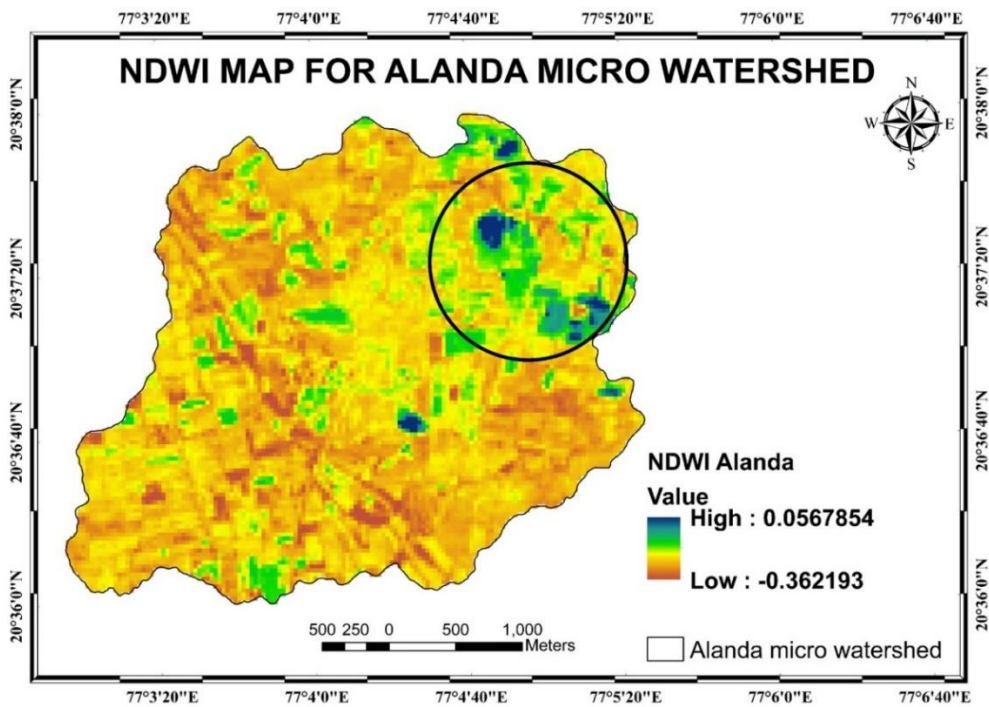 77°3'20"E 77°4'0"E 77°4'40"E 77°5'20"E 77°6'0"E 77°6'40"E
NDWI MAP FOR ALANDA MICRO WATERSHED
N
W E
S
20°38'0"N 20°38'0"N
20°37'20"N 20°37'20"N
20°36'40"N 20°36'40"N
NDWI Alanda
Value
High : 0.0567854
Low : -0.362193
20°36'0"N 20°36'0"N
500 250 0 500 1,000
Meters
Alanda micro watershed
77°3'20"E 77°4'0"E 77°4'40"E 77°5'20"E 77°6'0"E 77°6'40"E